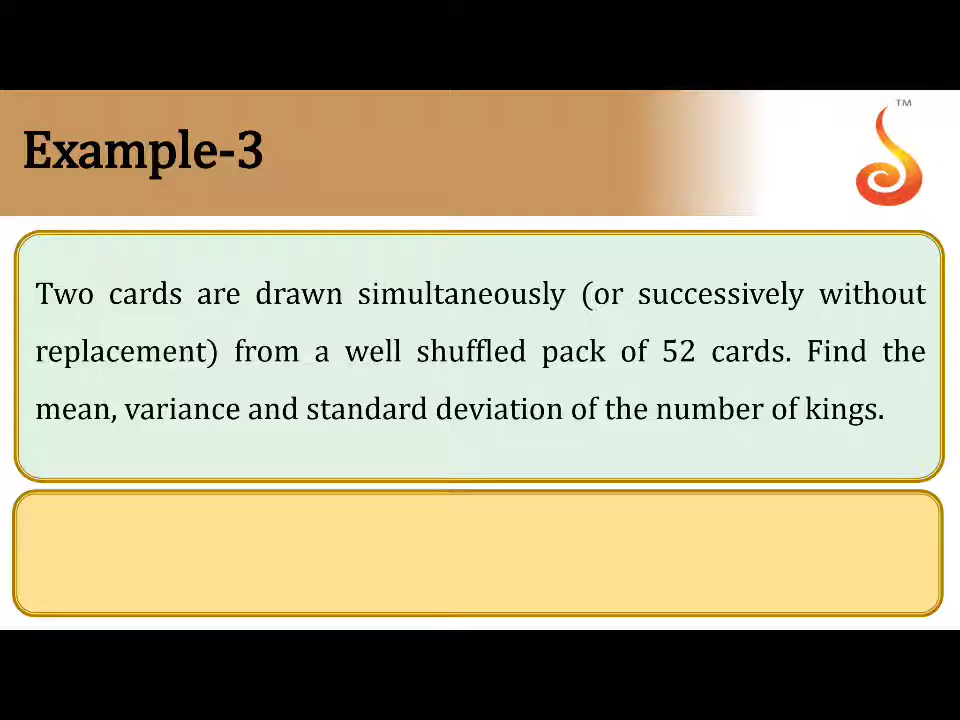 TM
Example-3
Two cards are drawn simultaneously (or successively without
replacement) from a well shuffled pack of 52 cards. Find the
mean, variance and standard deviation of the number of kings.